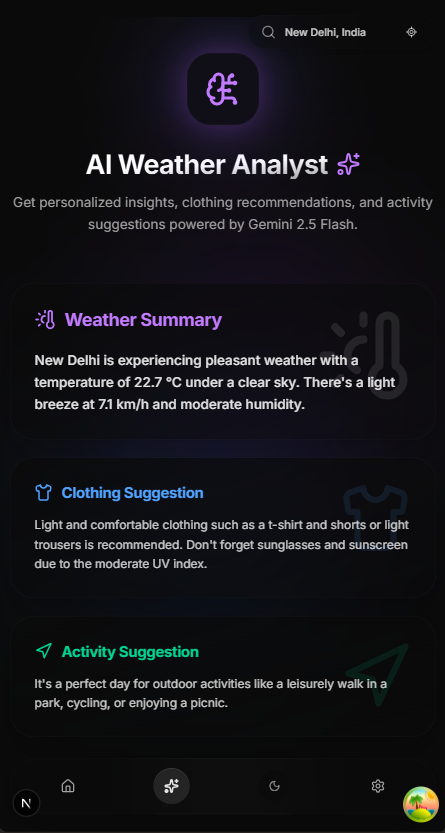 New Delhi, India
AI Weather Analyst
Get personalized insights, clothing recommendations, and activity
suggestions powered by Gemini 2.5 Flash.
Weather Summary
New Delhi is experiencing pleasant weather with a
temperature of 22.7 °C under a clear sky. There's a light
breeze at 7.1 km/h and moderate humidity.
Clothing Suggestion
Light and comfortable clothing such as a t-shirt and shorts or light
trousers is recommended. Don't forget sunglasses and sunscreen
due to the moderate UV index.
Activity Suggestion
It's a perfect day for outdoor activities like a leisurely walk in a
park, cycling, or enjoying a picnic.
N